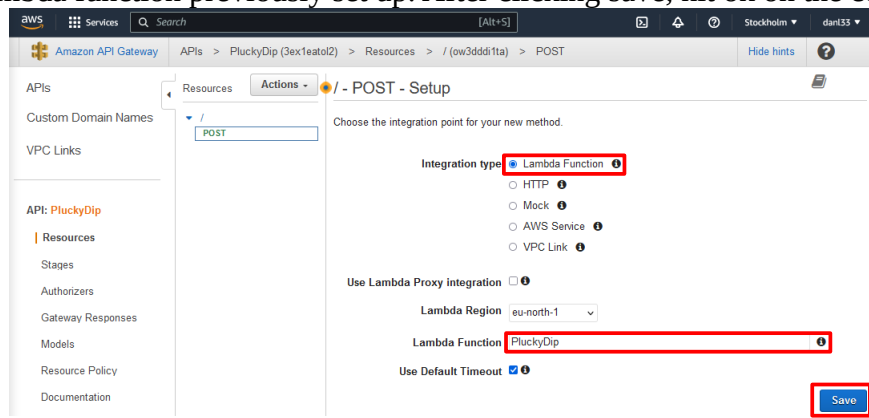 mbda function previously set up. After clicking save, hit on on the
aws Services Search [Alt+S] Stockholm danl33
Amazon API Gateway APIs > PluckyDip (3ex1eatol2) > Resources > / (ow3dddi1ta) > POST Hide hints
APIs
Custom Domain Names
VPC Links
API: PluckyDip
Resources
Stages
Authorizers
Gateway Responses
Models
Resource Policy
Documentation
Resources Actions
/
POST
/ - POST - Setup
Choose the integration point for your new method.
Integration type Lambda Function
HTTP
Mock
AWS Service
VPC Link
Use Lambda Proxy integration
Lambda Region eu-north-1
Lambda Function PluckyDip
Use Default Timeout
Save